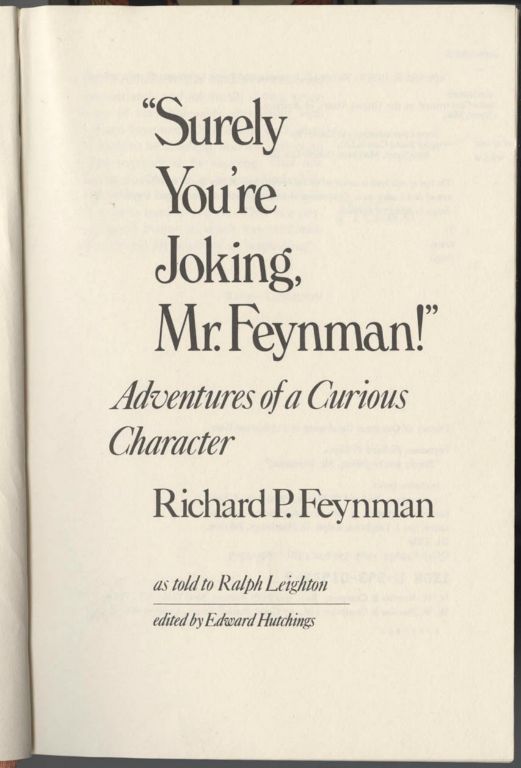 “Surely
You're
Joking,
Mr. Feynman!”
Adventures of a Curious
Character
Richard P. Feynman
as told to Ralph Leighton
edited by Edward Hutchings